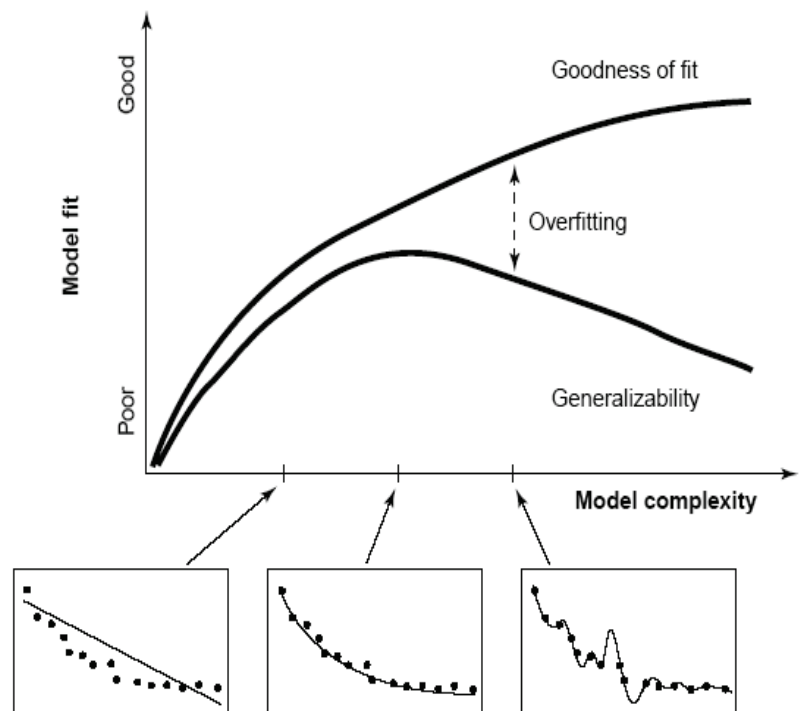 Good
Goodness of fit
Model fit
Overfitting
Poor
Generalizability
Model complexity